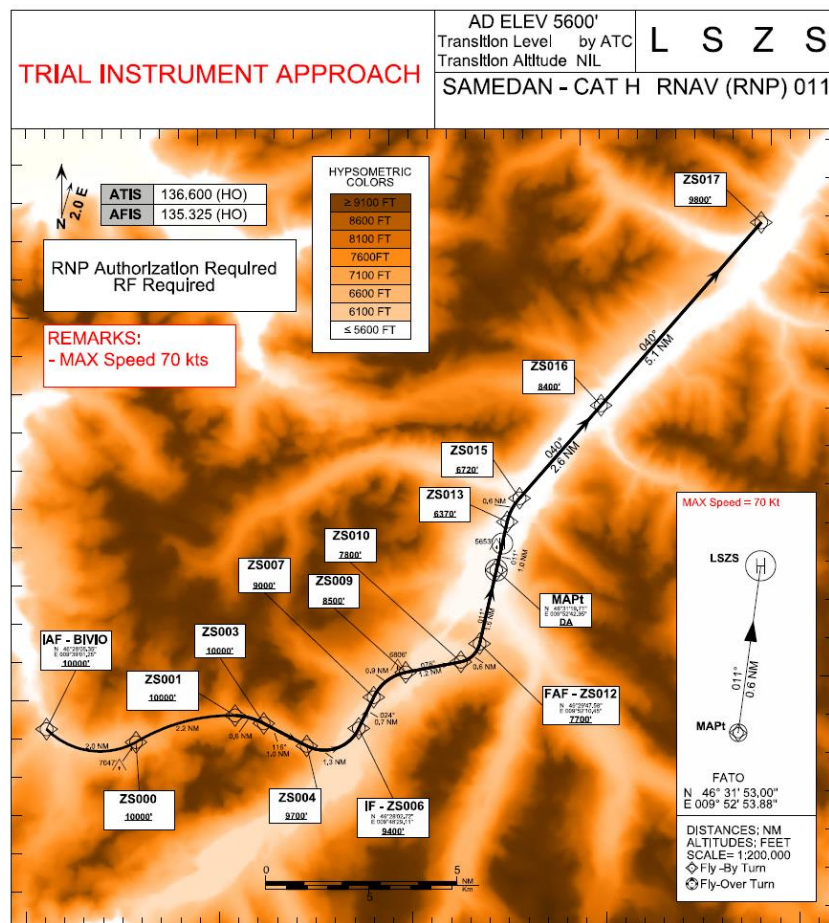 TRIAL INSTRUMENT APPROACH
AD ELEV 5600'
Transition Level by ATC
Transition Altitude NIL
L S Z S
SAMEDAN - CAT H RNAV (RNP) 011
N
2.0 E
ATIS 136.600 (HO)
AFIS 135.325 (HO)
RNP Authorization Required
RF Required
REMARKS:
- MAX Speed 70 kts
HYPSOMETRIC
COLORS
≥ 9100 FT
8600 FT
8100 FT
7600FT
7100 FT
6600 FT
6100 FT
≤ 5600 FT
ZS017
9800'
040°
5.1 NM
ZS016
8400'
040°
2.6 NM
ZS015
6720'
0.6 NM
ZS013
6370'
011°
1.0 NM
ZS010
7800'
ZS007
9000'
ZS009
8500'
MAPt
DA
011°
ZS003
10000'
IAF - BIVIO
10000'
ZS001
10000'
6806'
0.9 NM
1.2 NM
0.6 NM
FAF - ZS012
7700'
024°
0.7 NM
2.0 NM
2.2 NM
1.0 NM
1.3 NM
ZS000
10000'
ZS004
9700'
IF - ZS006
9400'
0
5
NM
Km
5
MAX Speed = 70 Kt
LSZS
H
011°
0.6 NM
MAPt
FATO
N 46° 31' 53,00"
E 009° 52' 53.88"
DISTANCES; NM
ALTITUDES; FEET
SCALE= 1:200,000
Fly -By Turn
Fly-Over Turn